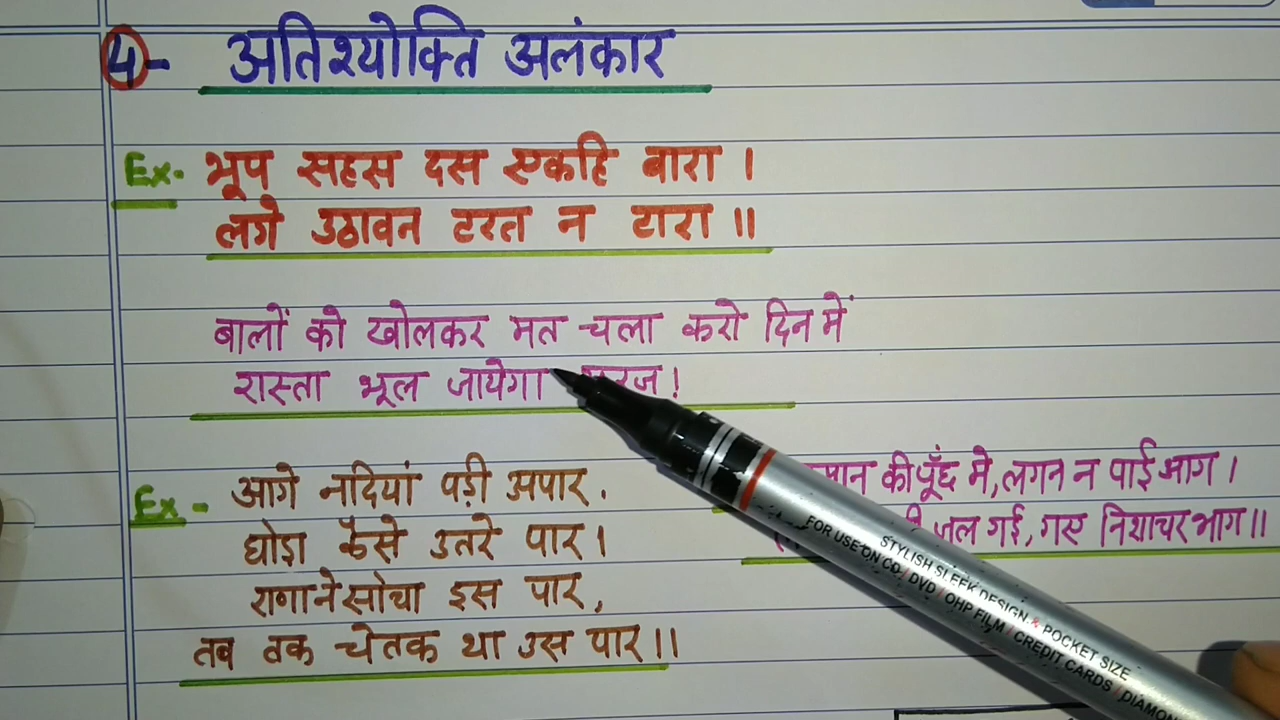 4- अतिश्योक्ति अलंकार
Ex. भूप सहस दस एकहि बारा ।
लगे उठावन टरत न टारा ॥
बालों को खोलकर मत चला करो दिन में
रास्ता भूल जायेगा !
Ex - आगे नदियां पड़ी अपार .
घोड़ा कैसे उतरे पार ।
राणा ने सोचा इस पार ,
तब तक चेतक था उस पार ॥
की पूँछ मे, लगन न पाई आग ।
जल गई, गए निशाचर भाग ॥
STYLISH SLEEK DESIGN & POCKET SIZE
FOR USE ON CD / DVD / OHP FILM / CREDIT CARDS /